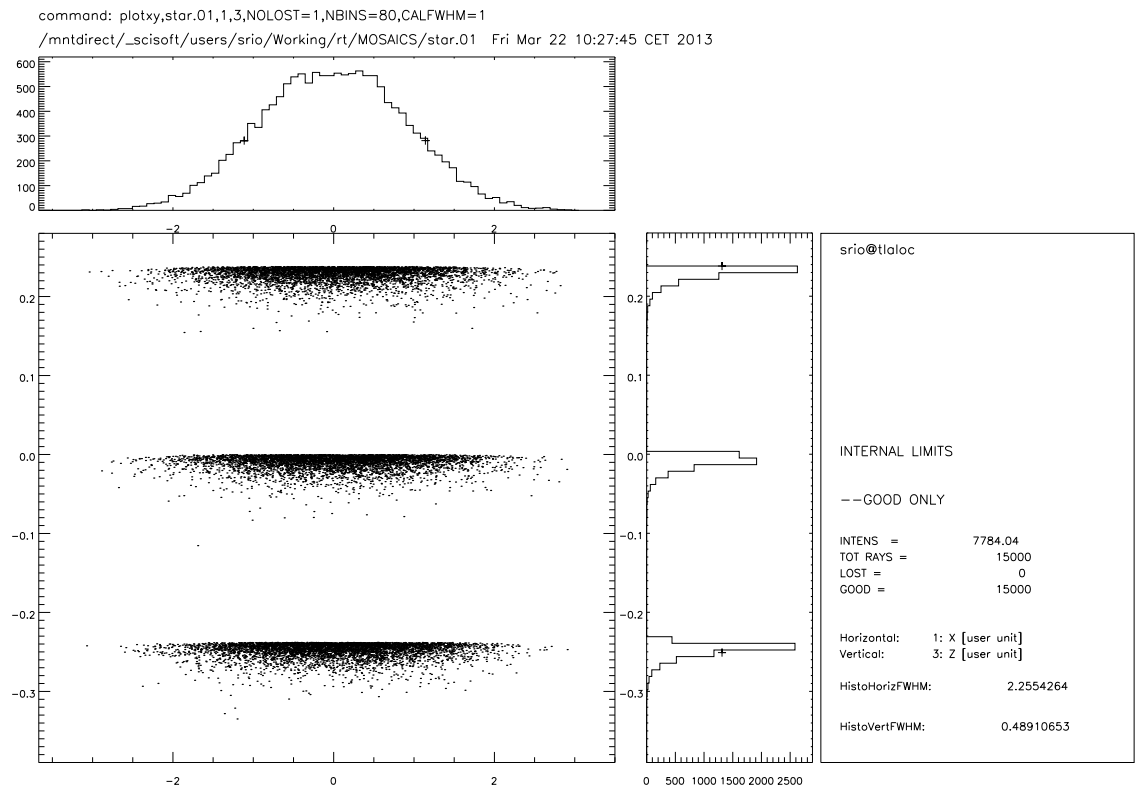 command: plotxy,star.01,1,3,NOLOST=1,NBINS=80,CALFWHM=1
/mntdirect/_scisoft/users/srio/Working/rt/MOSAICS/star.01 Fri Mar 22 10:27:45 CET 2013
600
500
400
300
200
100
0
-2 0 2
0.2
0.1
0.0
-0.1
-0.2
-0.3
-2 0 2
0.2
0.1
0.0
-0.1
-0.2
-0.3
0 500 1000 1500 2000 2500
srio@tlaloc
INTERNAL LIMITS
--GOOD ONLY
INTENS = 7784.04
TOT RAYS = 15000
LOST = 0
GOOD = 15000
Horizontal: 1: X [user unit]
Vertical: 3: Z [user unit]
HistoHorizFWHM: 2.2554264
HistoVertFWHM: 0.48910653